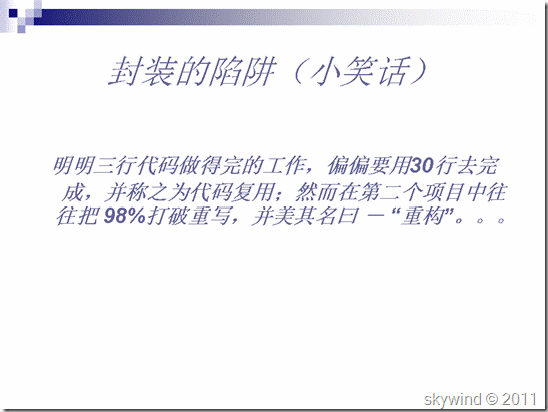 封装的陷阱（小笑话）
明明三行代码做得完的工作，偏偏要用30行去完
成，并称之为代码复用；然而在第二个项目中往
往把 98%打破重写，并美其名曰 － “重构”。。。
skywind © 2011